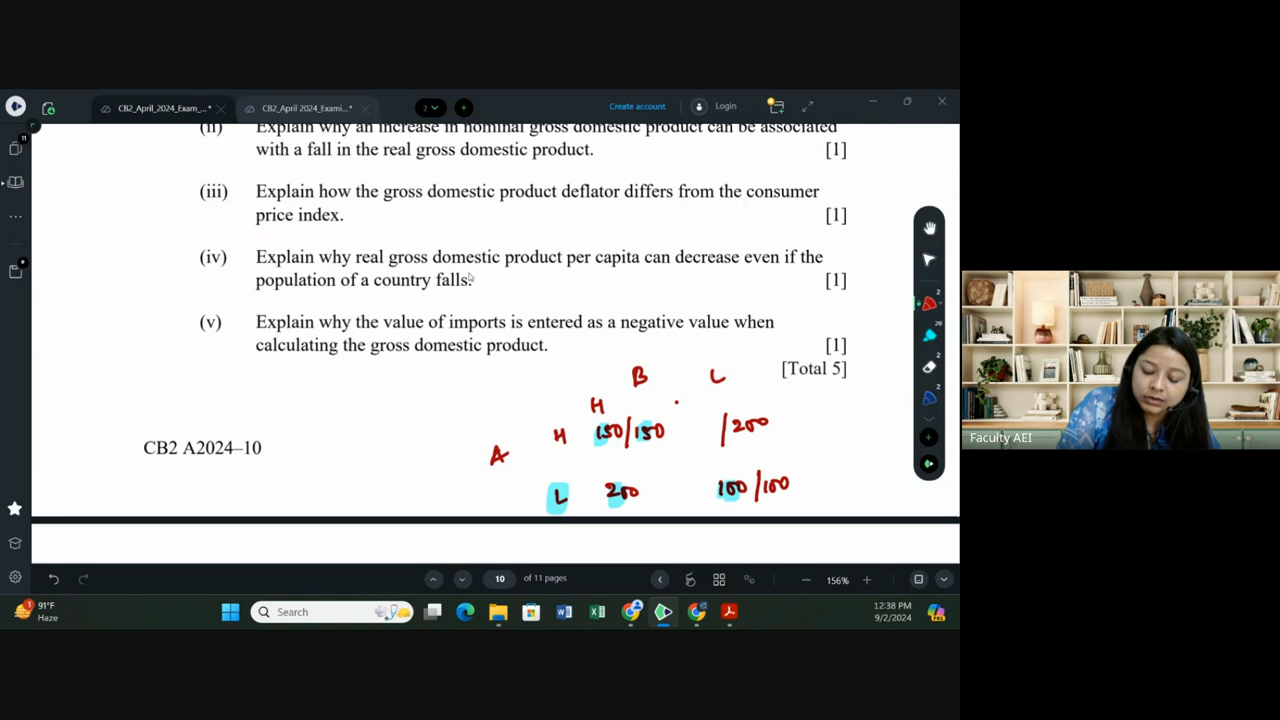 CB2_April_2024_Exam_...*
CB2_April 2024_Exami...*
2
Create account
Login
(ii) Explain why an increase in nominal gross domestic product can be associated
with a fall in the real gross domestic product. [1]
(iii) Explain how the gross domestic product deflator differs from the consumer
price index. [1]
(iv) Explain why real gross domestic product per capita can decrease even if the
population of a country falls. [1]
(v) Explain why the value of imports is entered as a negative value when
calculating the gross domestic product. [1]
[Total 5]
B L
H
H 150/150 /200
A
L 200 100/100
CB2 A2024–10
10 of 11 pages
156%
Faculty AEI
91°F
Haze
Search
12:38 PM
9/2/2024